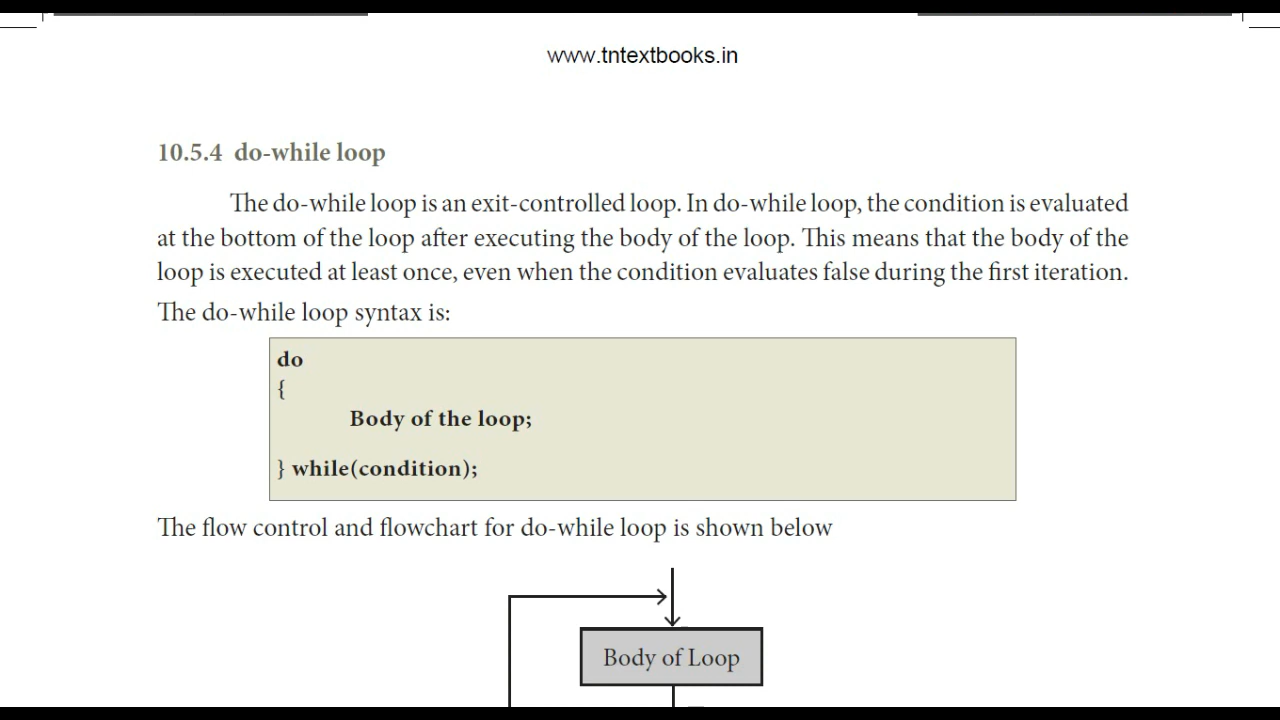 www.tntextbooks.in
10.5.4 do-while loop
The do-while loop is an exit-controlled loop. In do-while loop, the condition is evaluated
at the bottom of the loop after executing the body of the loop. This means that the body of the
loop is executed at least once, even when the condition evaluates false during the first iteration.
The do-while loop syntax is:
do
{
Body of the loop;
} while(condition);
The flow control and flowchart for do-while loop is shown below
Body of Loop